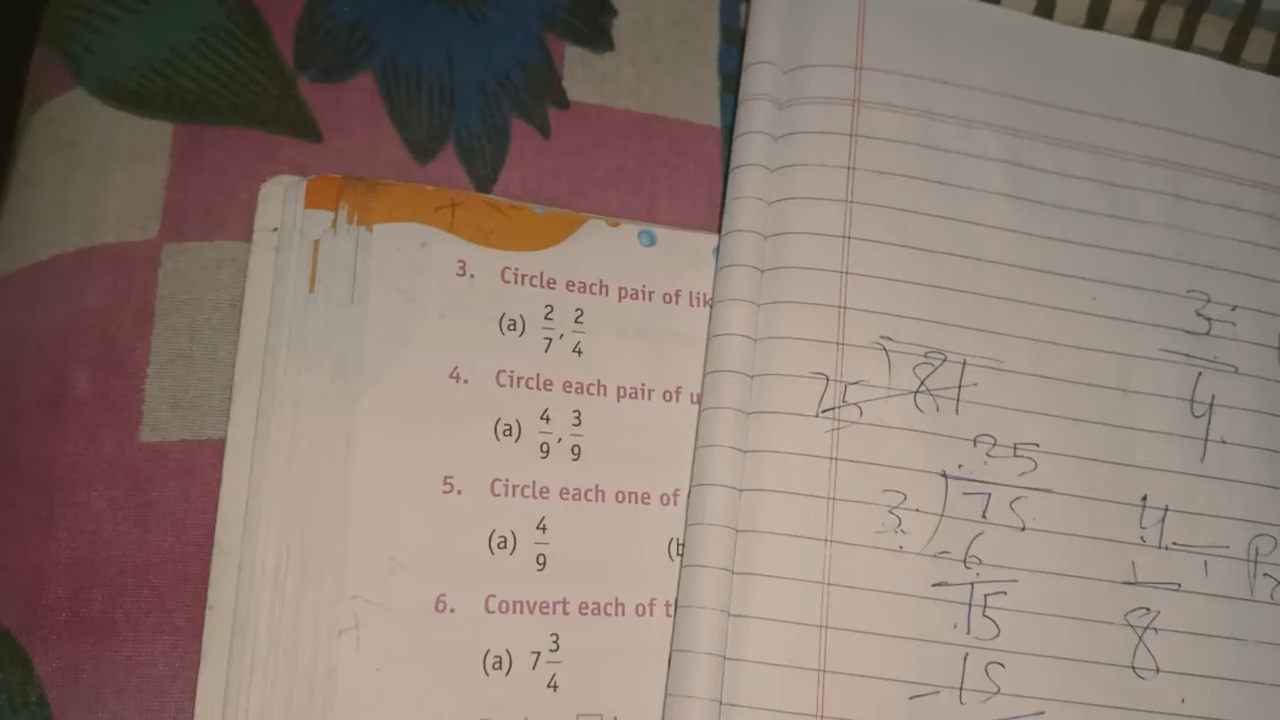 3. Circle each pair of lik
(a) 2/7, 2/4
4. Circle each pair of u
(a) 4/9, 3/9
5. Circle each one of
(a) 4/9 (b
6. Convert each of t
(a) 7 3/4
3
4
75 81
25
3 ) 75
- 6
15
- 15
4
8